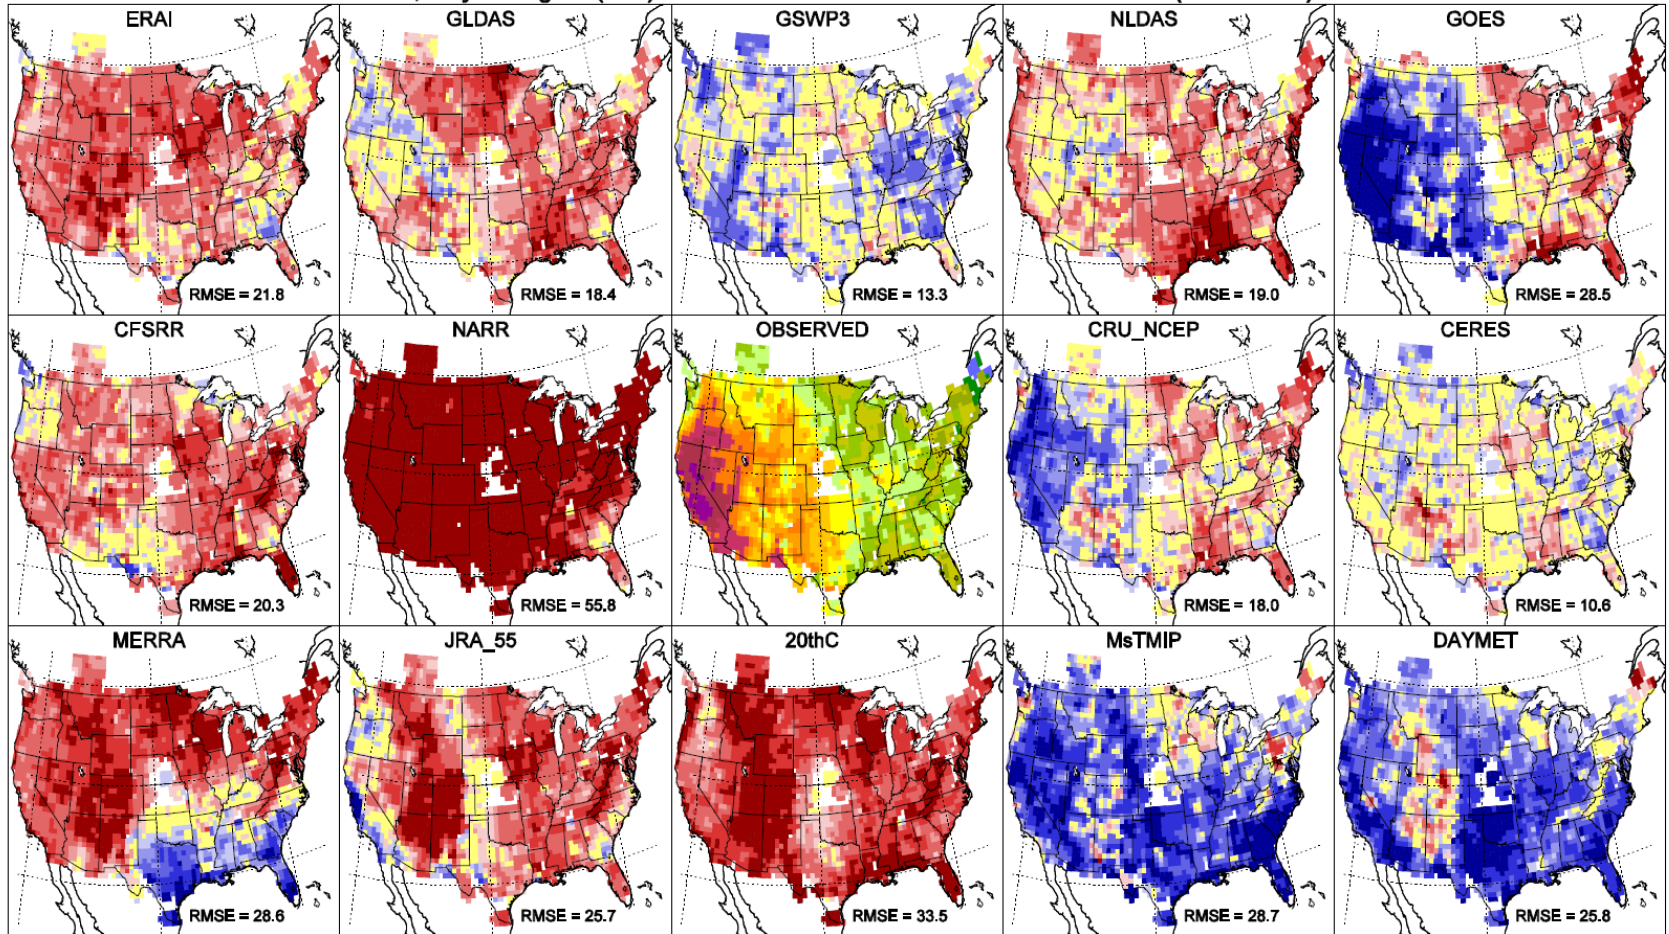 ERAI
GLDAS
GSWP3
NLDAS
GOES
RMSE = 21.8
RMSE = 18.4
RMSE = 13.3
RMSE = 19.0
RMSE = 28.5
CFSRR
NARR
OBSERVED
CRU_NCEP
CERES
RMSE = 20.3
RMSE = 55.8
RMSE = 18.0
RMSE = 10.6
MERRA
JRA_55
20thC
MsTMIP
DAYMET
RMSE = 28.6
RMSE = 25.7
RMSE = 33.5
RMSE = 28.7
RMSE = 25.8